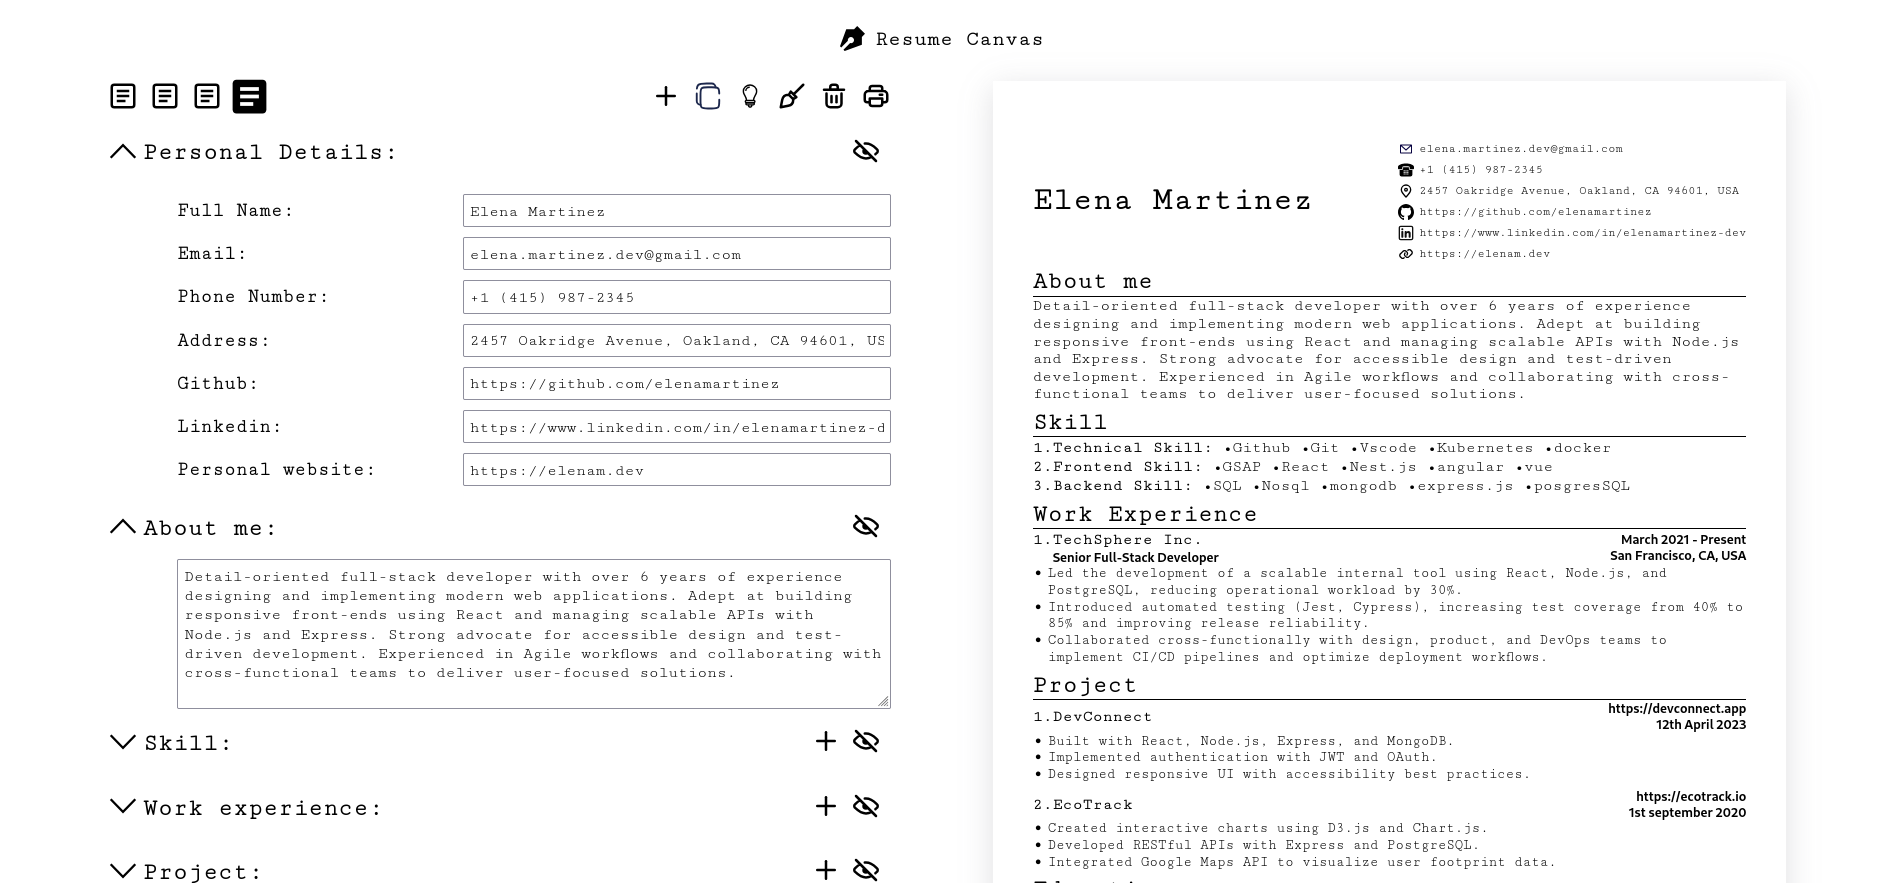 Resume Canvas
Personal Details:
Full Name:
Elena Martinez
Email:
elena.martinez.dev@gmail.com
Phone Number:
+1 (415) 987-2345
Address:
2457 Oakridge Avenue, Oakland, CA 94601, US
Github:
https://github.com/elenamartinez
Linkedin:
https://www.linkedin.com/in/elenamartinez-d
Personal website:
https://elenam.dev
About me:
Detail-oriented full-stack developer with over 6 years of experience
designing and implementing modern web applications. Adept at building
responsive front-ends using React and managing scalable APIs with
Node.js and Express. Strong advocate for accessible design and test-
driven development. Experienced in Agile workflows and collaborating with
cross-functional teams to deliver user-focused solutions.
Skill:
Work experience:
Project:
Elena Martinez
elena.martinez.dev@gmail.com
+1 (415) 987-2345
2457 Oakridge Avenue, Oakland, CA 94601, USA
https://github.com/elenamartinez
https://www.linkedin.com/in/elenamartinez-dev
https://elenam.dev
About me
Detail-oriented full-stack developer with over 6 years of experience
designing and implementing modern web applications. Adept at building
responsive front-ends using React and managing scalable APIs with Node.js
and Express. Strong advocate for accessible design and test-driven
development. Experienced in Agile workflows and collaborating with cross-
functional teams to deliver user-focused solutions.
Skill
1.Technical Skill: •Github •Git •Vscode •Kubernetes •docker
2.Frontend Skill: •GSAP •React •Nest.js •angular •vue
3.Backend Skill: •SQL •Nosql •mongodb •express.js •posgresSQL
Work Experience
1.TechSphere Inc.
March 2021 - Present
Senior Full-Stack Developer
San Francisco, CA, USA
• Led the development of a scalable internal tool using React, Node.js, and
PostgreSQL, reducing operational workload by 30%.
• Introduced automated testing (Jest, Cypress), increasing test coverage from 40% to
85% and improving release reliability.
• Collaborated cross-functionally with design, product, and DevOps teams to
implement CI/CD pipelines and optimize deployment workflows.
Project
1.DevConnect
https://devconnect.app
12th April 2023
• Built with React, Node.js, Express, and MongoDB.
• Implemented authentication with JWT and OAuth.
• Designed responsive UI with accessibility best practices.
2.EcoTrack
https://ecotrack.io
1st september 2020
• Created interactive charts using D3.js and Chart.js.
• Developed RESTful APIs with Express and PostgreSQL.
• Integrated Google Maps API to visualize user footprint data.